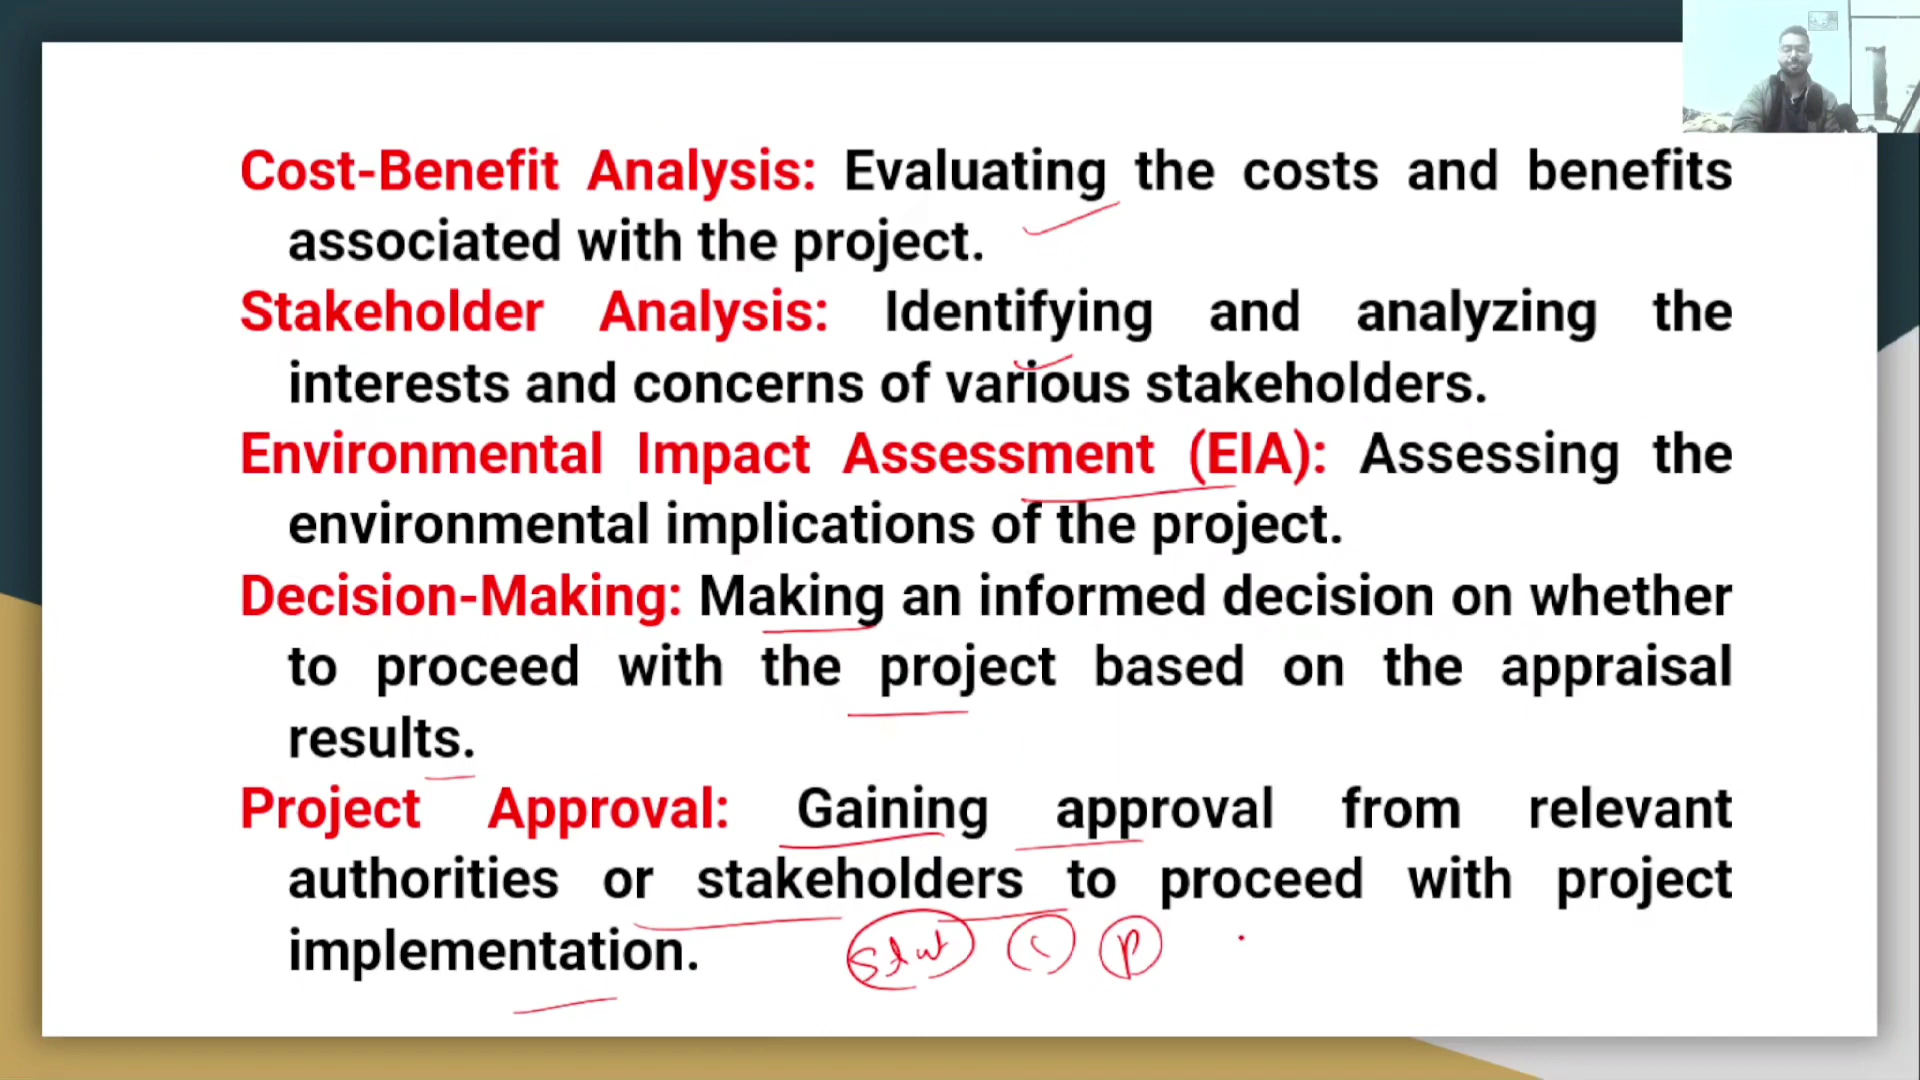 Cost-Benefit Analysis: Evaluating the costs and benefits
associated with the project.
Stakeholder Analysis: Identifying and analyzing the
interests and concerns of various stakeholders.
Environmental Impact Assessment (EIA): Assessing the
environmental implications of the project.
Decision-Making: Making an informed decision on whether
to proceed with the project based on the appraisal
results.
Project Approval: Gaining approval from relevant
authorities or stakeholders to proceed with project
implementation.
P